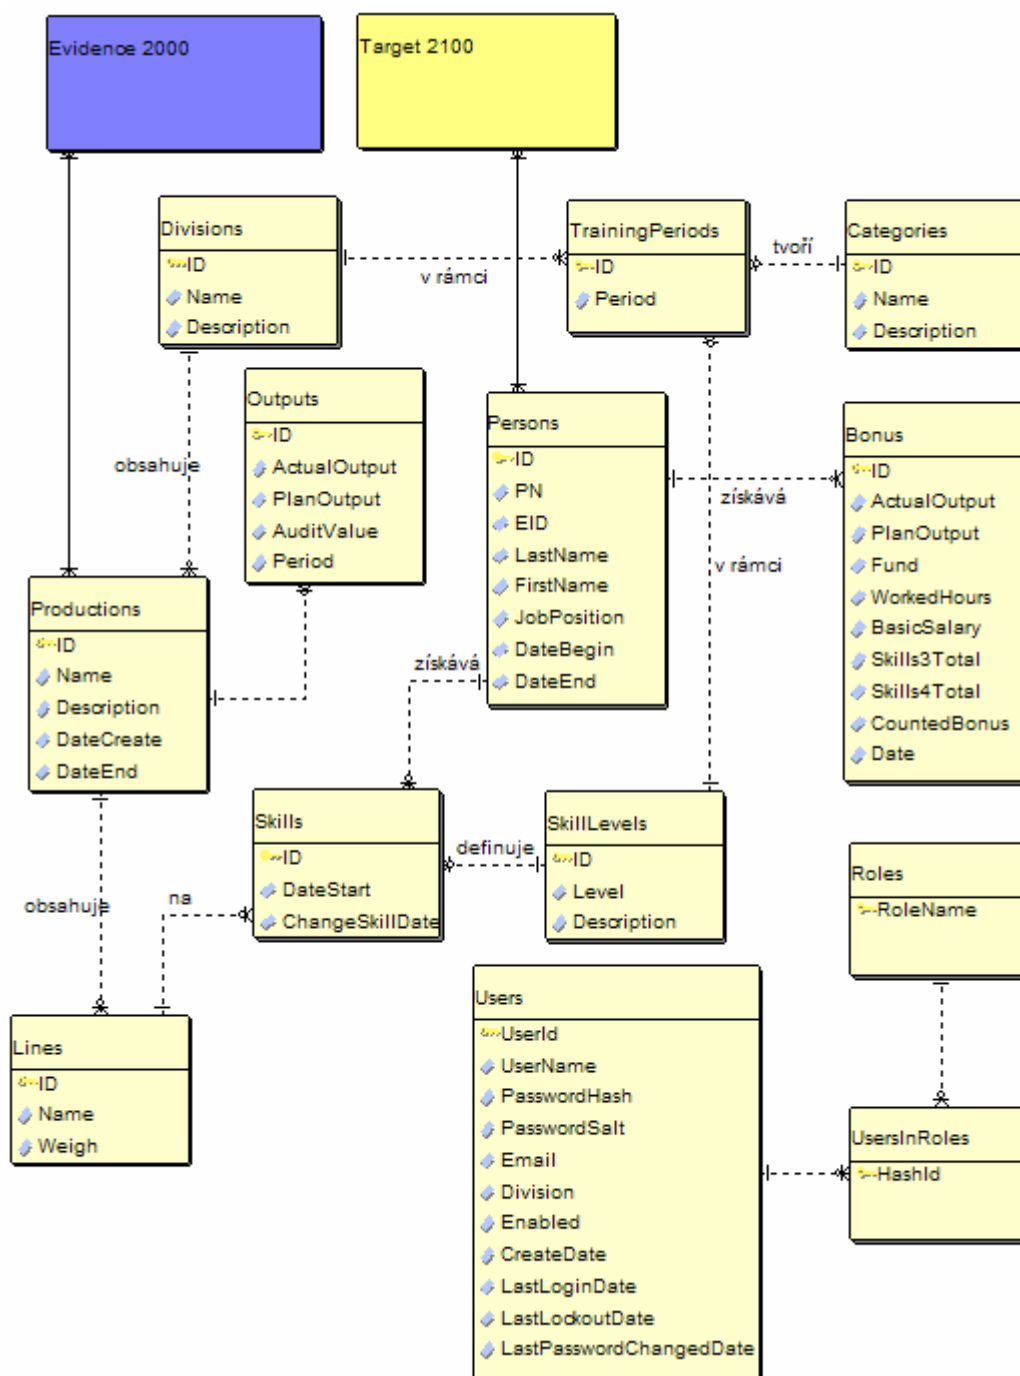 Evidence 2000
Target 2100
Divisions
ID
Name
Description
v rámci
TrainingPeriods
ID
Period
tvoří
Categories
ID
Name
Description
obsahuje
Outputs
ID
ActualOutput
PlanOutput
AuditValue
Period
Persons
ID
PN
EID
LastName
FirstName
JobPosition
DateBegin
DateEnd
získává
v rámci
Bonus
ID
ActualOutput
PlanOutput
Fund
WorkedHours
BasicSalary
Skills3Total
Skills4Total
CountedBonus
Date
Productions
ID
Name
Description
DateCreate
DateEnd
získává
Skills
ID
DateStart
ChangeSkillDate
definuje
SkillLevels
ID
Level
Description
obsahuje
na
Roles
RoleName
Lines
ID
Name
Weigh
Users
UserId
UserName
PasswordHash
PasswordSalt
Email
Division
Enabled
CreateDate
LastLoginDate
LastLockoutDate
LastPasswordChangedDate
UsersInRoles
HashId